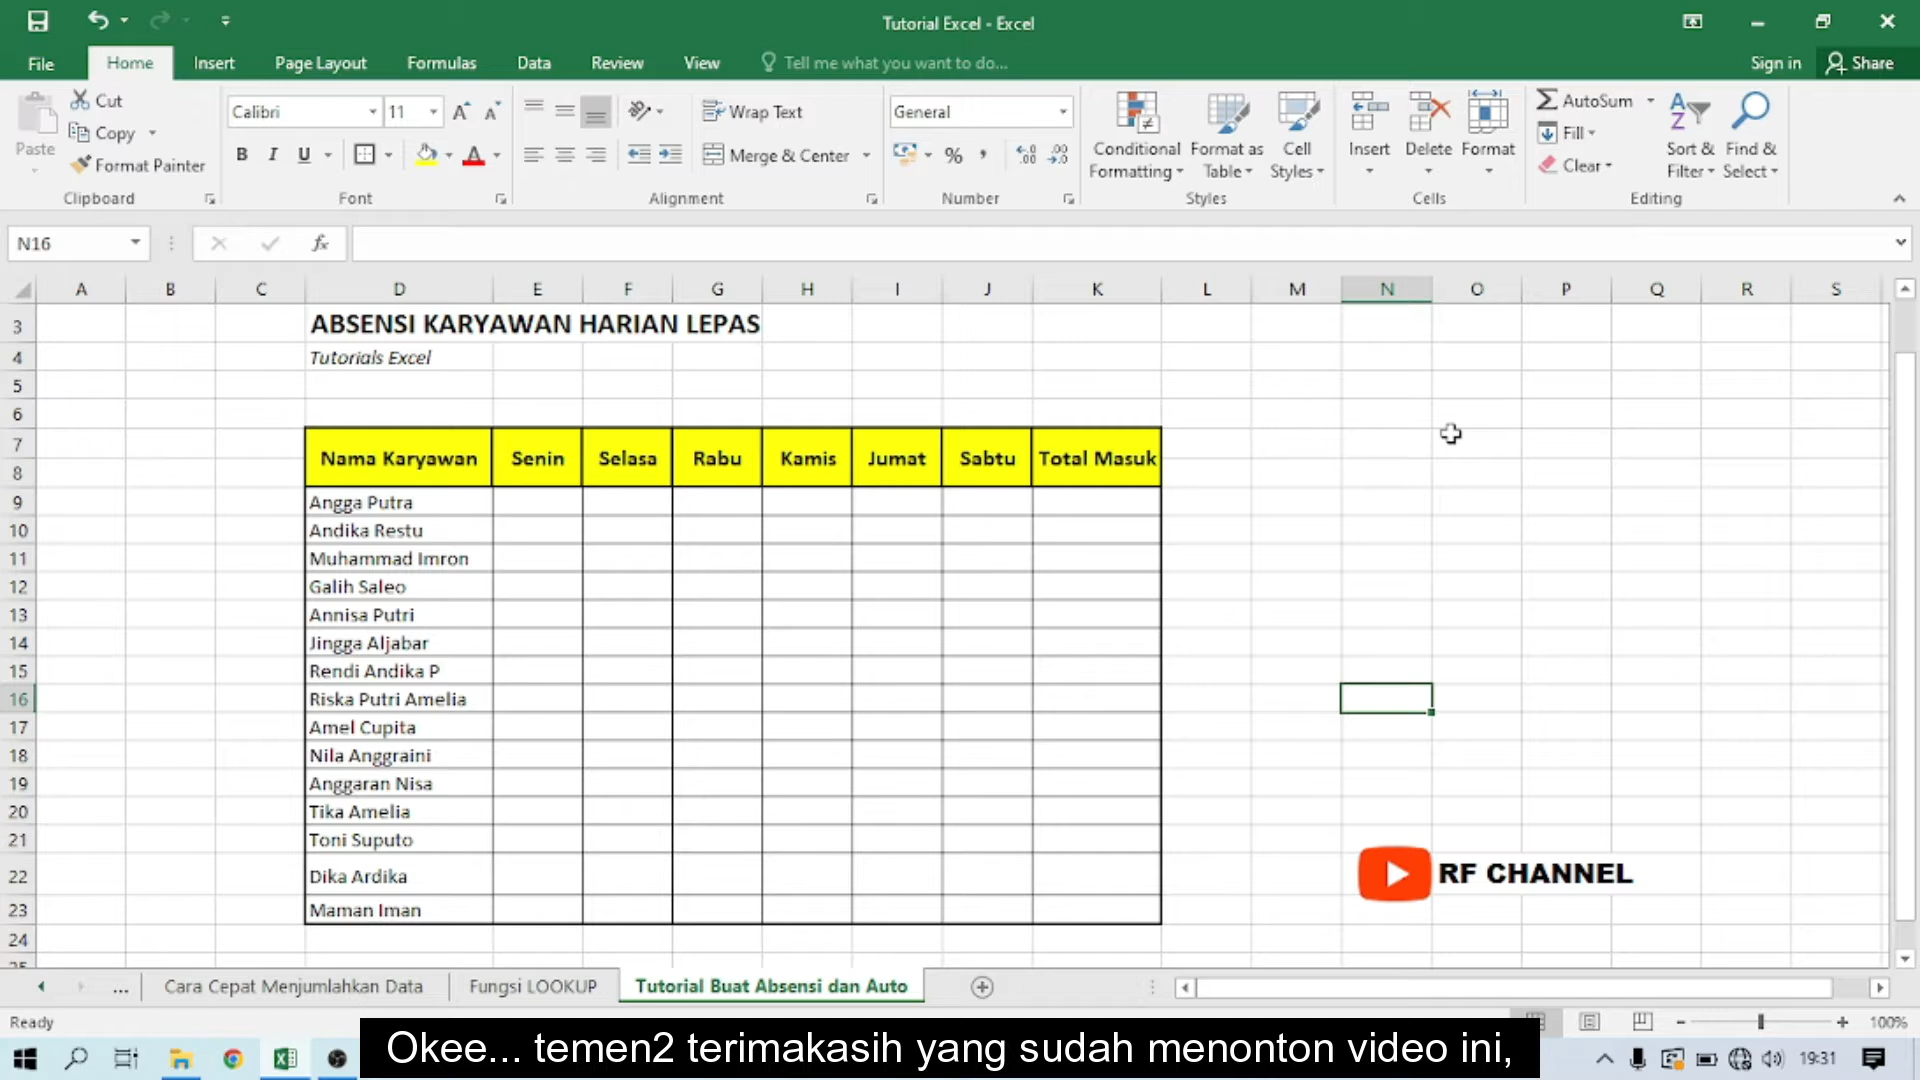 Tutorial Excel - Excel
File Home Insert Page Layout Formulas Data Review View Tell me what you want to do... Sign in Share
Paste
Cut
Copy
Format Painter
Clipboard
Calibri 11
B I U
Font
Wrap Text
Merge & Center
Alignment
General
%
Number
Conditional Formatting
Format as Table
Cell Styles
Styles
Insert Delete Format
Cells
AutoSum
Fill
Clear
Sort & Filter
Find & Select
Editing
N16 fx
A B C D E F G H I J K L M N O P Q R S
3 ABSENSI KARYAWAN HARIAN LEPAS
4 Tutorials Excel
5
6
7 Nama Karyawan Senin Selasa Rabu Kamis Jumat Sabtu Total Masuk
8
9 Angga Putra
10 Andika Restu
11 Muhammad Imron
12 Galih Saleo
13 Annisa Putri
14 Jingga Aljabar
15 Rendi Andika P
16 Riska Putri Amelia
17 Amel Cupita
18 Nila Anggraini
19 Anggaran Nisa
20 Tika Amelia
21 Toni Suputo
22 Dika Ardika
23 Maman Iman
24
RF CHANNEL
... Cara Cepat Menjumlahkan Data Fungsi LOOKUP Tutorial Buat Absensi dan Auto
Ready 100%
Okee... temen2 terimakasih yang sudah menonton video ini,
19:31